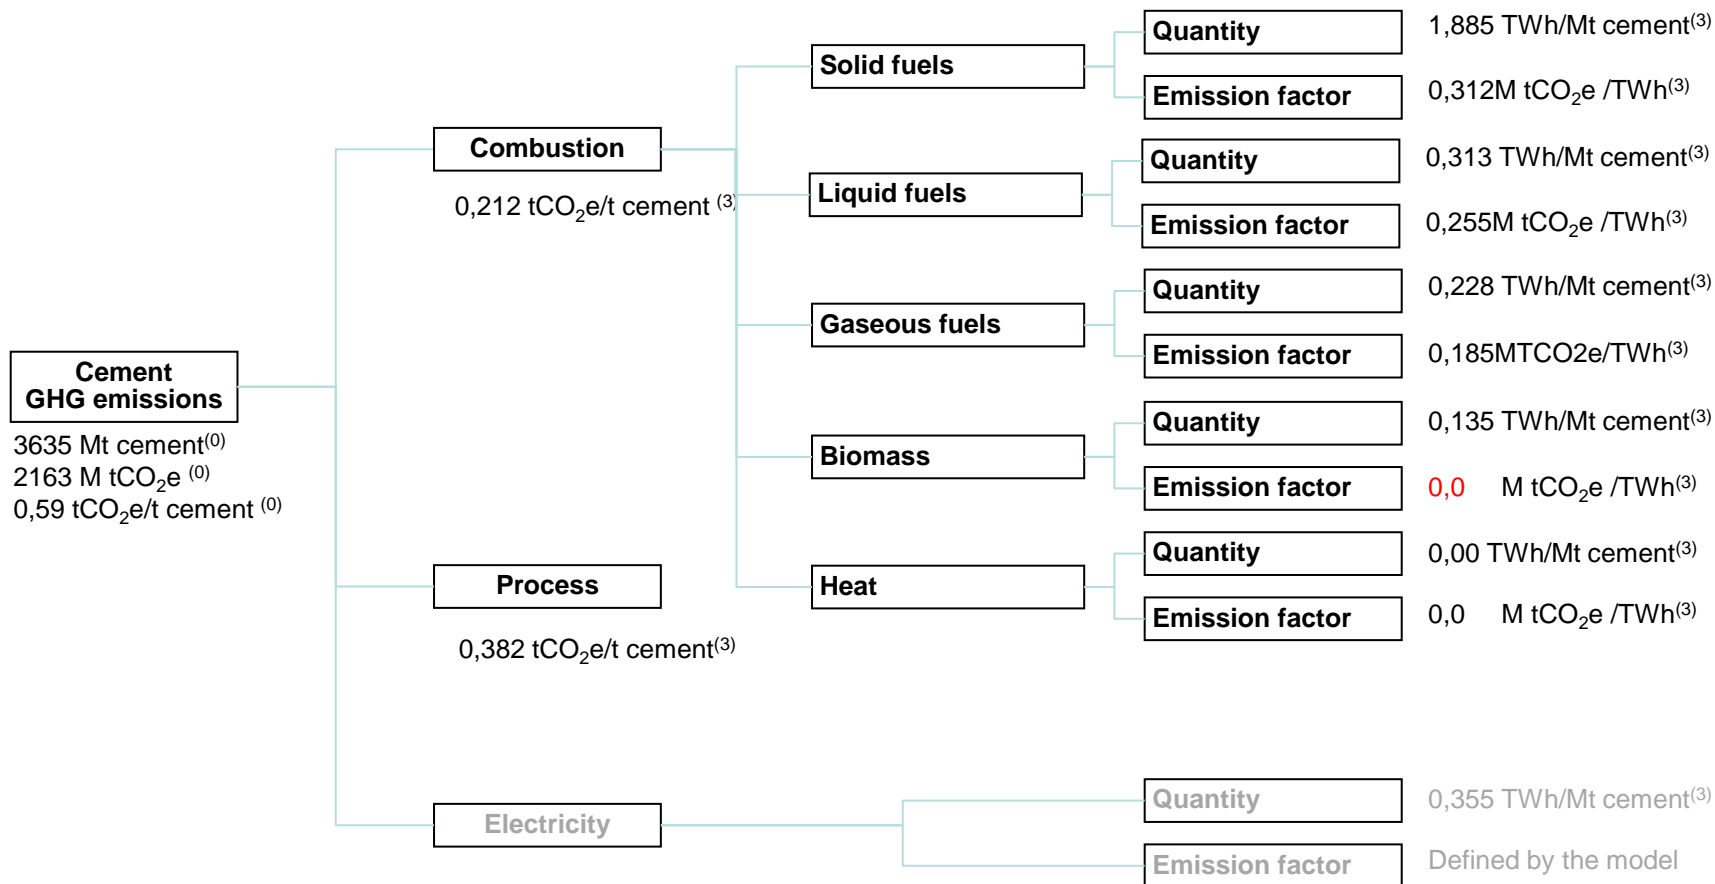 Cement
GHG emissions
3635 Mt cement(0)
2163 M tCO2e (0)
0,59 tCO2e/t cement (0)
Combustion
0,212 tCO2e/t cement (3)
Solid fuels
Quantity
1,885 TWh/Mt cement(3)
Emission factor
0,312M tCO2e /TWh(3)
Liquid fuels
Quantity
0,313 TWh/Mt cement(3)
Emission factor
0,255M tCO2e /TWh(3)
Gaseous fuels
Quantity
0,228 TWh/Mt cement(3)
Emission factor
0,185MTCO2e/TWh(3)
Biomass
Quantity
0,135 TWh/Mt cement(3)
Emission factor
0,0 M tCO2e /TWh(3)
Heat
Quantity
0,00 TWh/Mt cement(3)
Emission factor
0,0 M tCO2e /TWh(3)
Process
0,382 tCO2e/t cement(3)
Electricity
Quantity
0,355 TWh/Mt cement(3)
Emission factor
Defined by the model